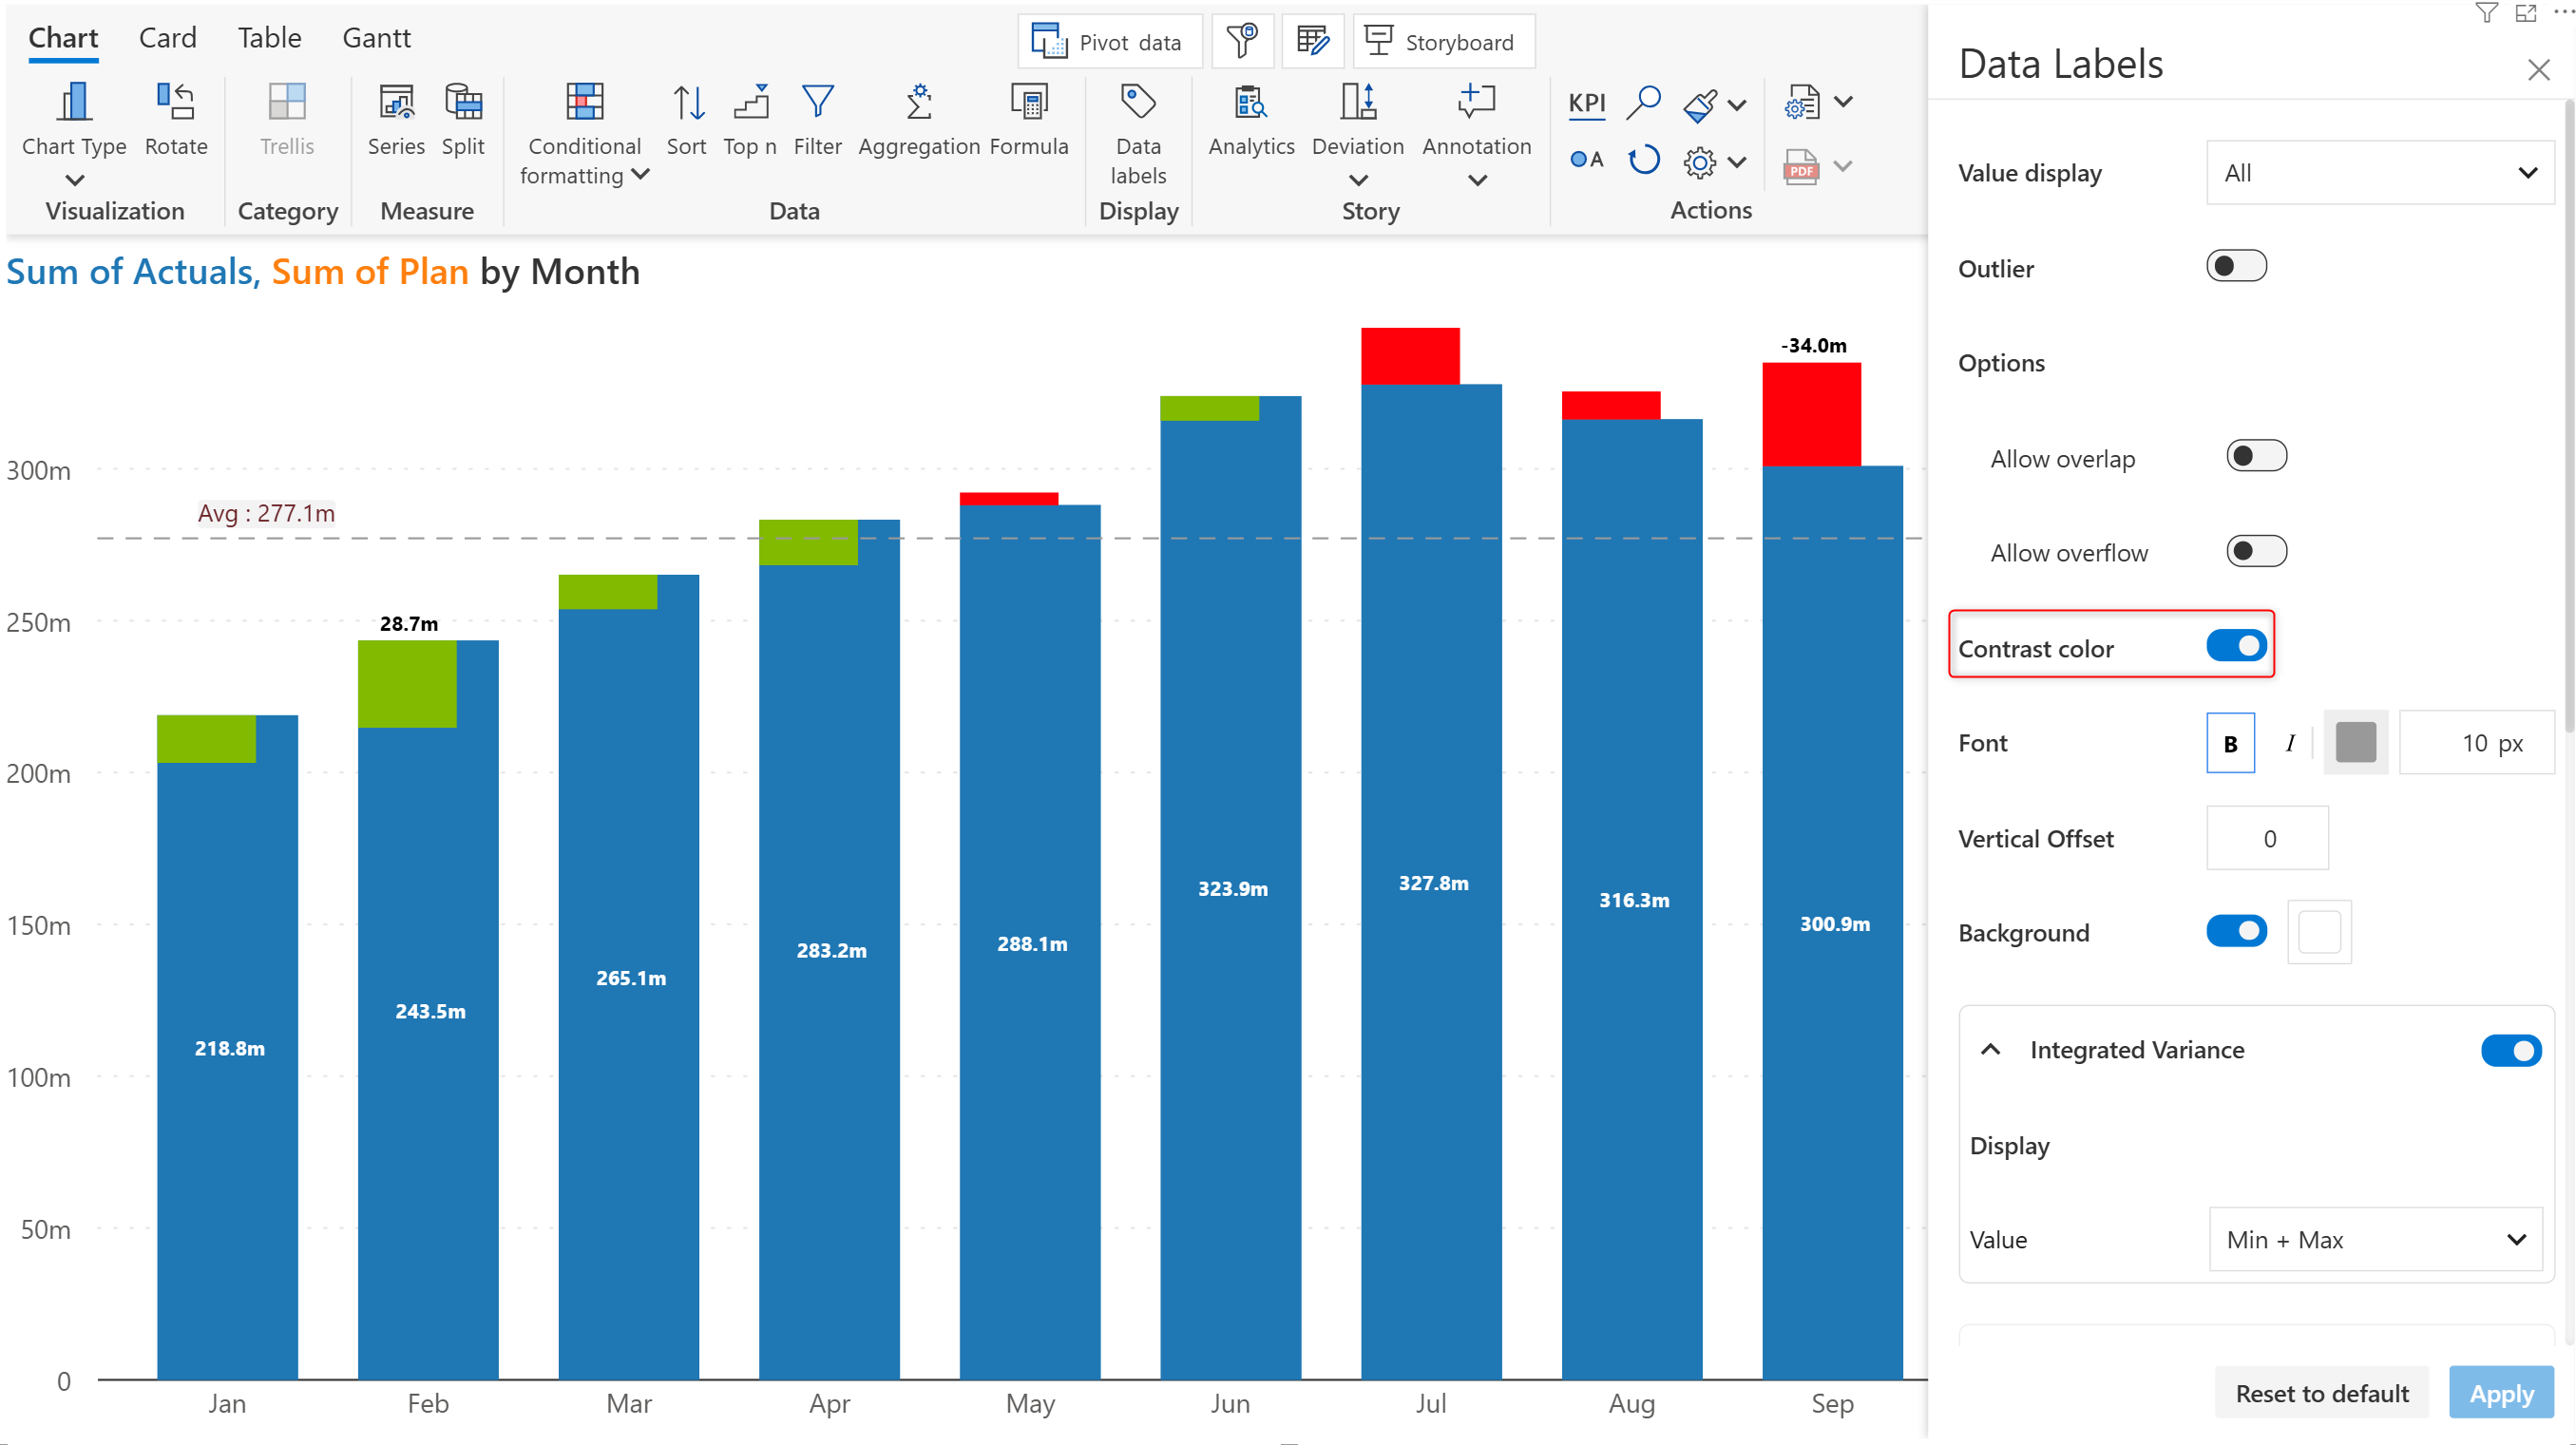 Chart Card Table Gantt
Pivot data Storyboard
Chart Type Rotate Trellis Series Split Conditional formatting Sort Top n Filter Aggregation Formula Data labels Analytics Deviation Annotation KPI
A
PDF
Visualization Category Measure Data Display Story Actions
Sum of Actuals, Sum of Plan by Month
-34.0m
300m
Avg : 277.1m
250m
28.7m
200m
150m
100m
50m
0
218.8m
243.5m
265.1m
283.2m
288.1m
323.9m
327.8m
316.3m
300.9m
Jan Feb Mar Apr May Jun Jul Aug Sep
Data Labels
Value display All
Outlier
Options
Allow overlap
Allow overflow
Contrast color
Font B I 10 px
Vertical Offset 0
Background
Integrated Variance
Display
Value Min + Max
Reset to default Apply